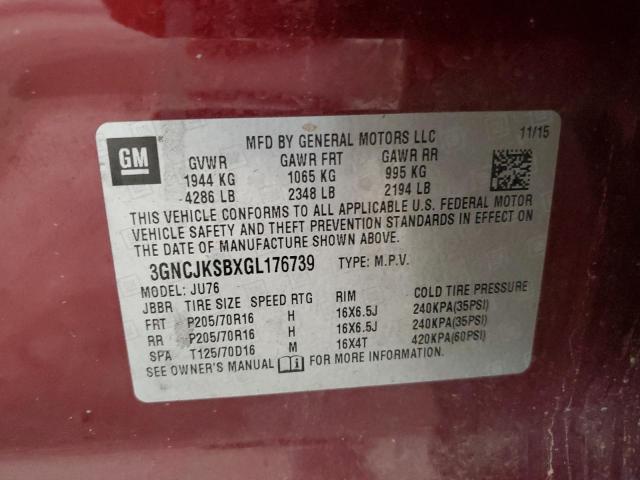 GM
MFD BY GENERAL MOTORS LLC 11/15
GVWR GAWR FRT GAWR RR
1944 KG 1065 KG 995 KG
4286 LB 2348 LB 2194 LB
THIS VEHICLE CONFORMS TO ALL APPLICABLE U.S. FEDERAL MOTOR
VEHICLE SAFETY AND THEFT PREVENTION STANDARDS IN EFFECT ON
THE DATE OF MANUFACTURE SHOWN ABOVE.
3GNCJKSBXGL176739 TYPE: M.P.V.
MODEL: JU76
JBBR TIRE SIZE SPEED RTG RIM COLD TIRE PRESSURE
FRT P205/70R16 H 16X6.5J 240KPA(35PSI)
RR P205/70R16 H 16X6.5J 240KPA(35PSI)
SPA T125/70D16 M 16X4T 420KPA(60PSI)
SEE OWNER'S MANUAL FOR MORE INFORMATION